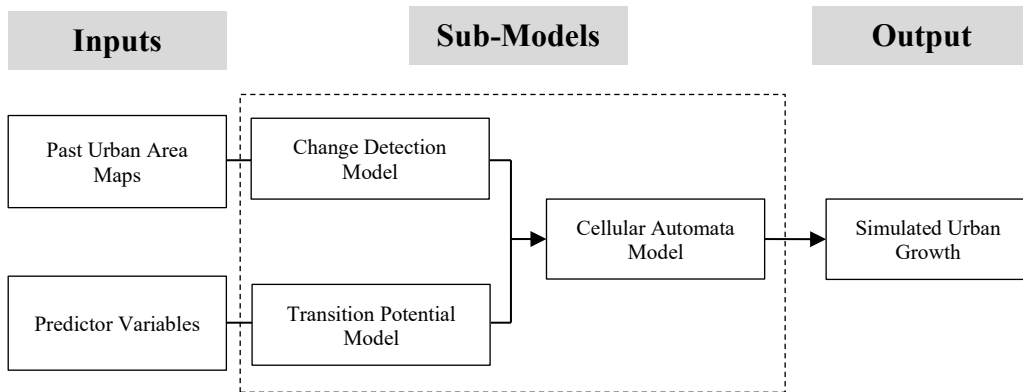 Inputs
Sub-Models
Output
Past Urban Area
Maps
Change Detection
Model
Cellular Automata
Model
Simulated Urban
Growth
Predictor Variables
Transition Potential
Model